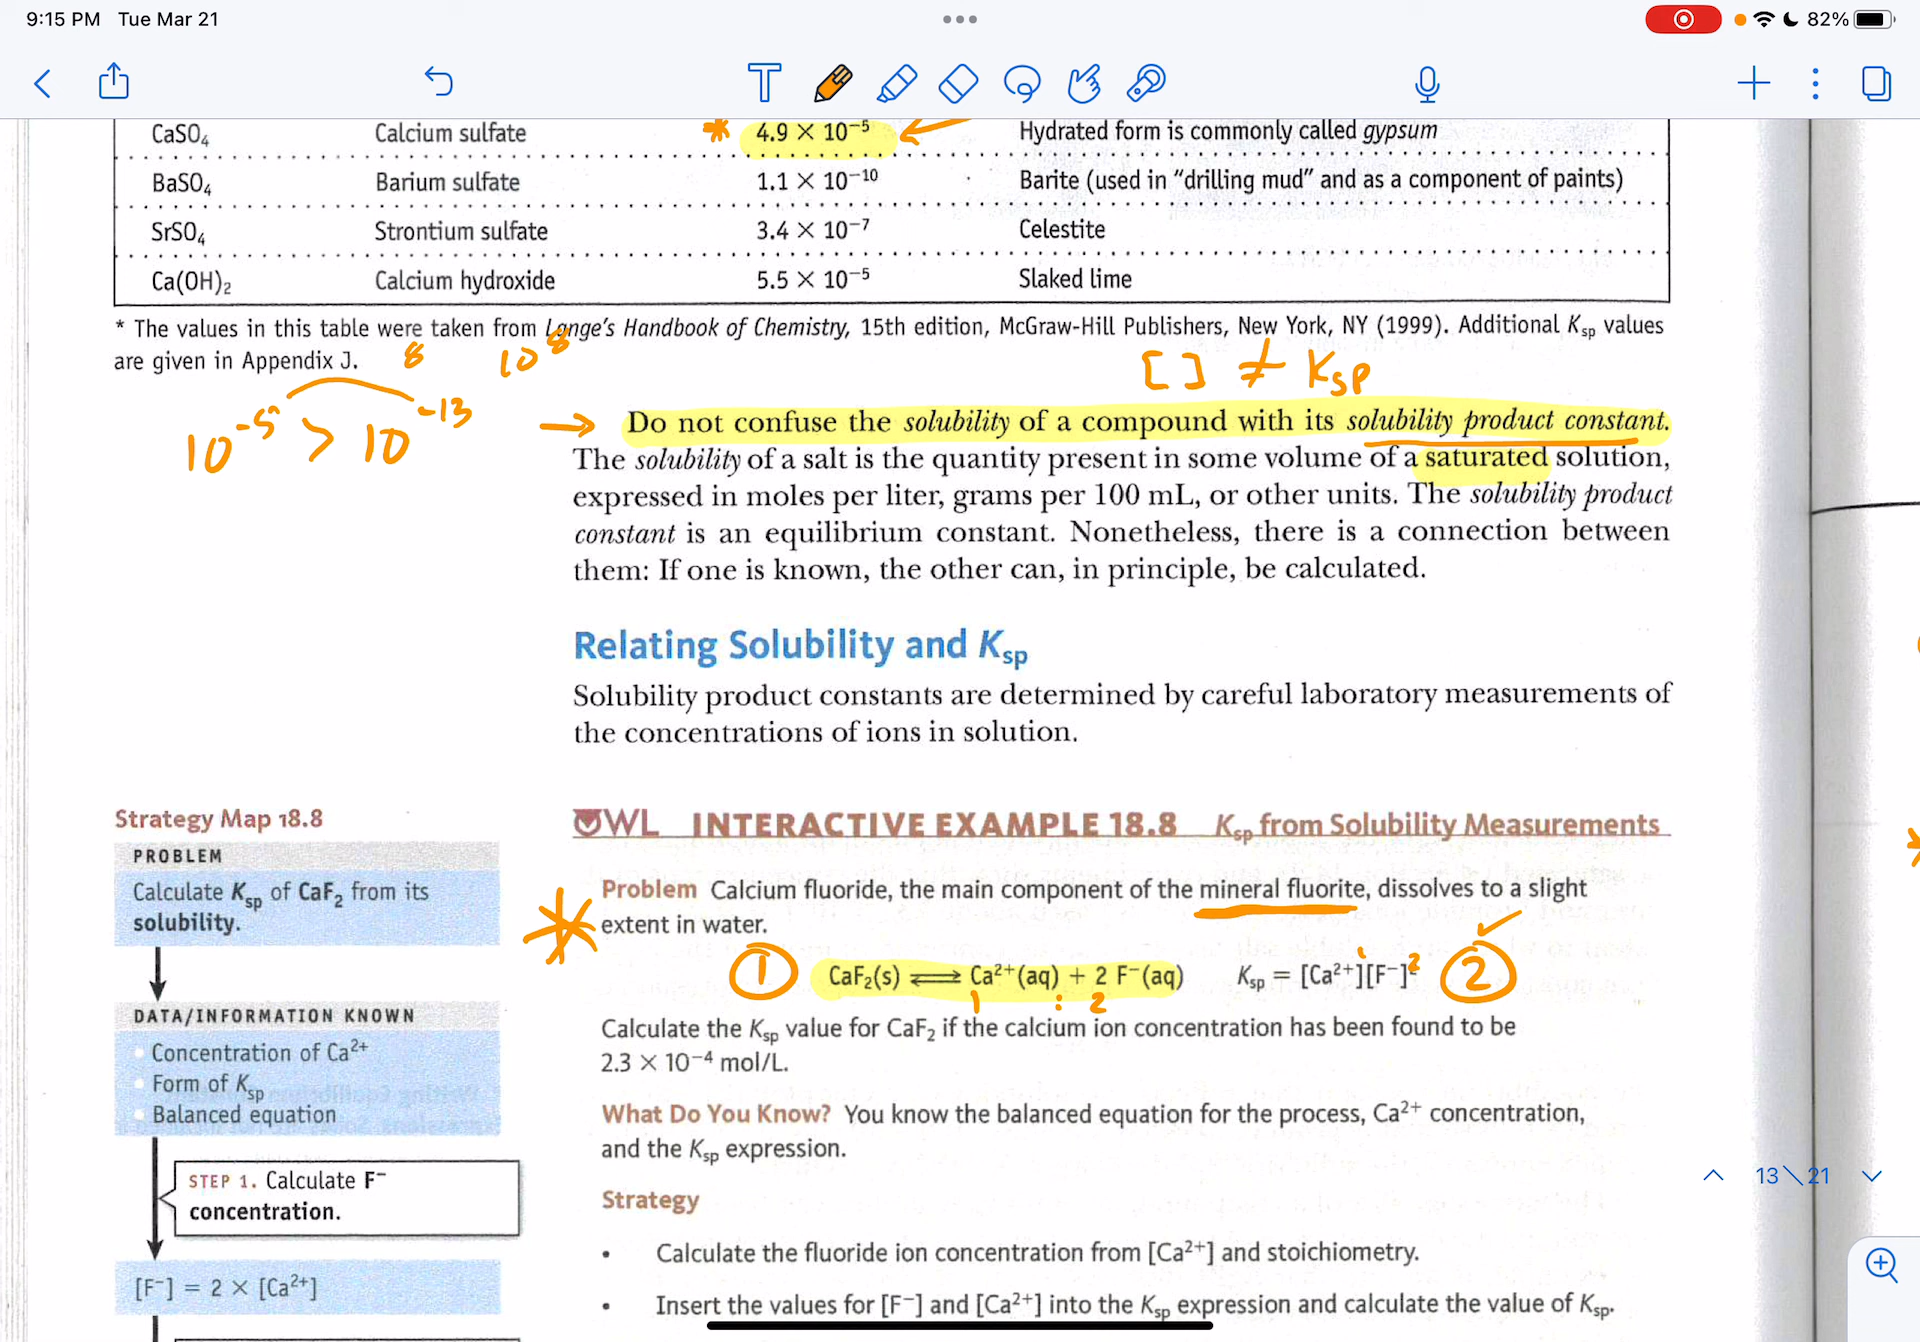 9:15 PM Tue Mar 21
82%
CaSO₄ Calcium sulfate * 4.9 × 10⁻⁵ Hydrated form is commonly called gypsum
BaSO₄ Barium sulfate 1.1 × 10⁻¹⁰ Barite (used in “drilling mud” and as a component of paints)
SrSO₄ Strontium sulfate 3.4 × 10⁻⁷ Celestite
Ca(OH)₂ Calcium hydroxide 5.5 × 10⁻⁵ Slaked lime
* The values in this table were taken from Lange’s Handbook of Chemistry, 15th edition, McGraw-Hill Publishers, New York, NY (1999). Additional Ksp values
are given in Appendix J.
8 10⁸
[ ] ≠ Ksp
10⁻⁵ > 10⁻¹³
→ Do not confuse the solubility of a compound with its solubility product constant.
The solubility of a salt is the quantity present in some volume of a saturated solution,
expressed in moles per liter, grams per 100 mL, or other units. The solubility product
constant is an equilibrium constant. Nonetheless, there is a connection between
them: If one is known, the other can, in principle, be calculated.
Relating Solubility and Ksp
Solubility product constants are determined by careful laboratory measurements of
the concentrations of ions in solution.
Strategy Map 18.8
PROBLEM
Calculate Ksp of CaF₂ from its
solubility.
DATA/INFORMATION KNOWN
Concentration of Ca²⁺
Form of Ksp
Balanced equation
STEP 1. Calculate F⁻
concentration.
[F⁻] = 2 × [Ca²⁺]
OWL INTERACTIVE EXAMPLE 18.8 Ksp from Solubility Measurements
Problem Calcium fluoride, the main component of the mineral fluorite, dissolves to a slight
extent in water.
① CaF₂(s) ⇌ Ca²⁺(aq) + 2 F⁻(aq) Ksp = [Ca²⁺][F⁻]² ②
1 : 2
Calculate the Ksp value for CaF₂ if the calcium ion concentration has been found to be
2.3 × 10⁻⁴ mol/L.
What Do You Know? You know the balanced equation for the process, Ca²⁺ concentration,
and the Ksp expression.
Strategy
• Calculate the fluoride ion concentration from [Ca²⁺] and stoichiometry.
• Insert the values for [F⁻] and [Ca²⁺] into the Ksp expression and calculate the value of Ksp.
13\21